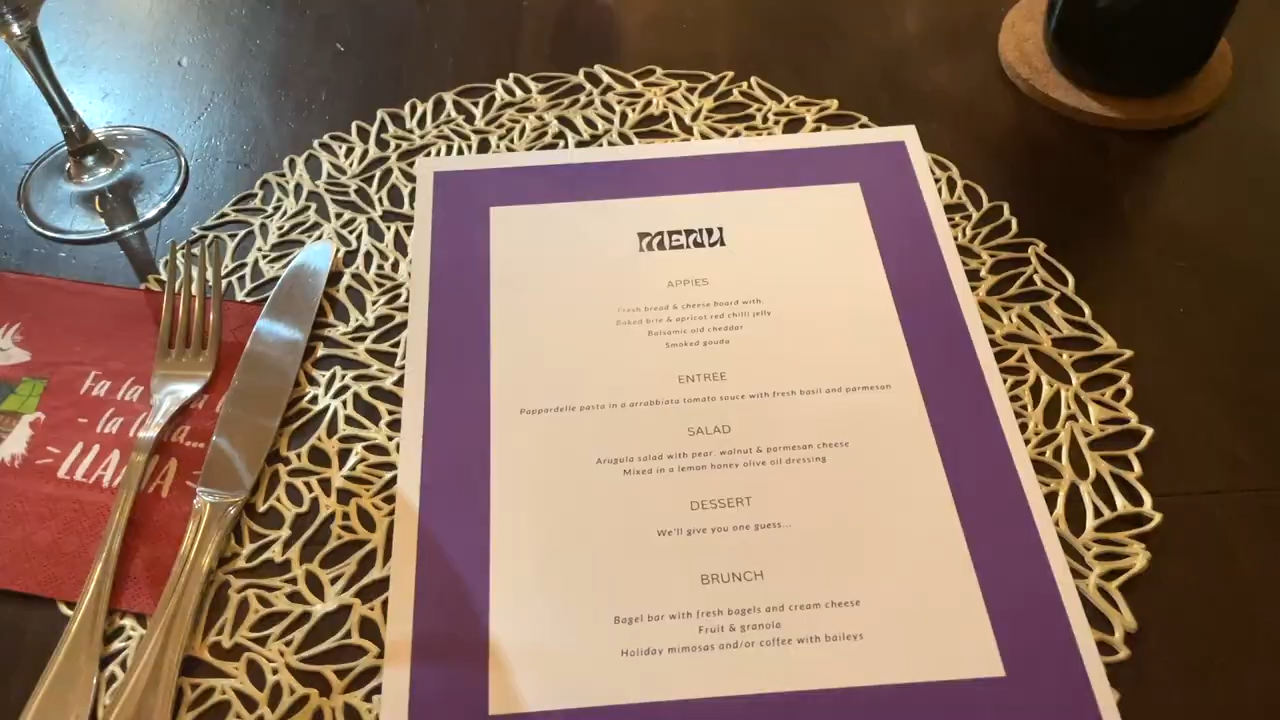 MENU
APPIES
Fresh bread & cheese board with:
Baked brie & apricot red chilli jelly
Balsamic old cheddar
Smoked gouda
ENTREE
Pappardelle pasta in a arrabbiata tomato sauce with fresh basil and parmesan
SALAD
Arugula salad with pear, walnut & parmesan cheese
Mixed in a lemon honey olive oil dressing
DESSERT
We'll give you one guess...
BRUNCH
Bagel bar with fresh bagels and cream cheese
Fruit & granola
Holiday mimosas and/or coffee with baileys
Fa la
- la
LLAMA